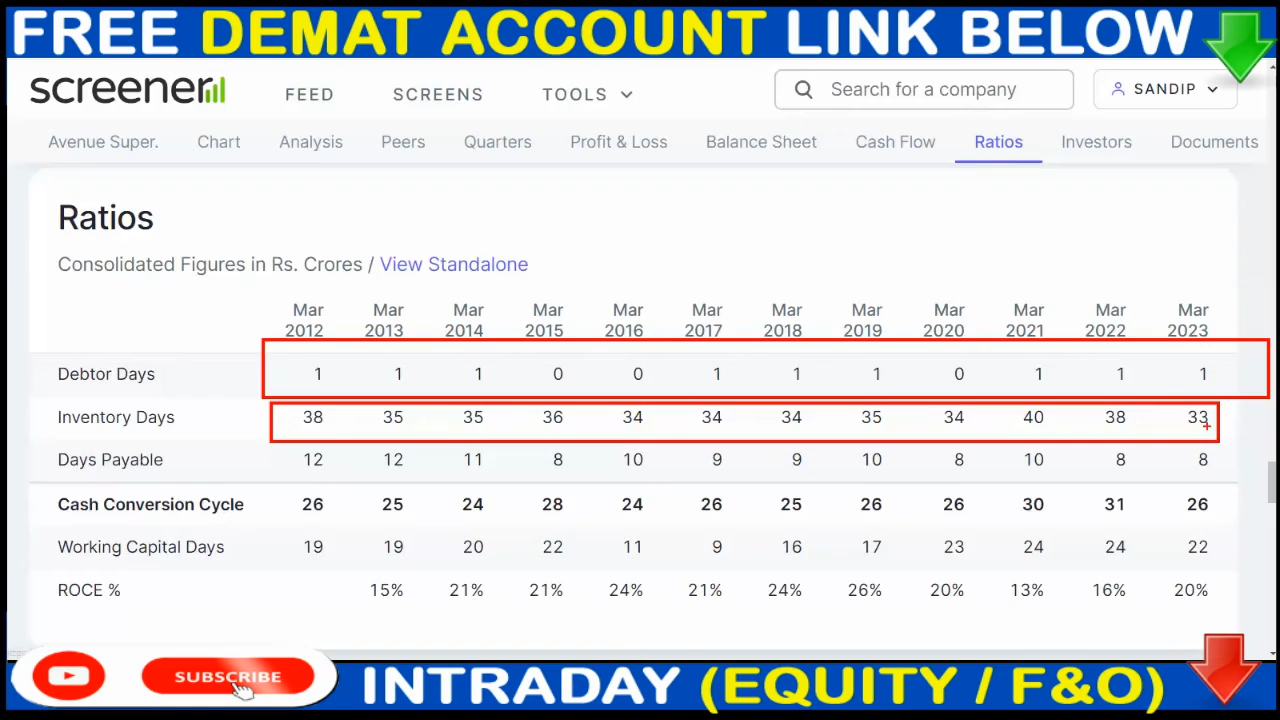 FREE DEMAT ACCOUNT LINK BELOW
screener FEED SCREENS TOOLS Search for a company SANDIP
Avenue Super. Chart Analysis Peers Quarters Profit & Loss Balance Sheet Cash Flow Ratios Investors Documents
Ratios
Consolidated Figures in Rs. Crores / View Standalone
Mar 2012 Mar 2013 Mar 2014 Mar 2015 Mar 2016 Mar 2017 Mar 2018 Mar 2019 Mar 2020 Mar 2021 Mar 2022 Mar 2023
Debtor Days 1 1 1 0 0 1 1 1 0 1 1 1
Inventory Days 38 35 35 36 34 34 34 35 34 40 38 33
Days Payable 12 12 11 8 10 9 9 10 8 10 8 8
Cash Conversion Cycle 26 25 24 28 24 26 25 26 26 30 31 26
Working Capital Days 19 19 20 22 11 9 16 17 23 24 24 22
ROCE % 15% 21% 21% 24% 21% 24% 26% 20% 13% 16% 20%
SUBSCRIBE
INTRADAY (EQUITY / F&O)